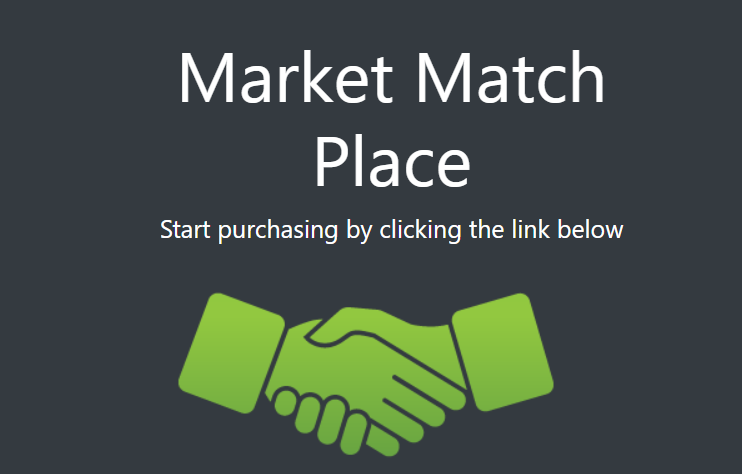 Market Match
Place
Start purchasing by clicking the link below